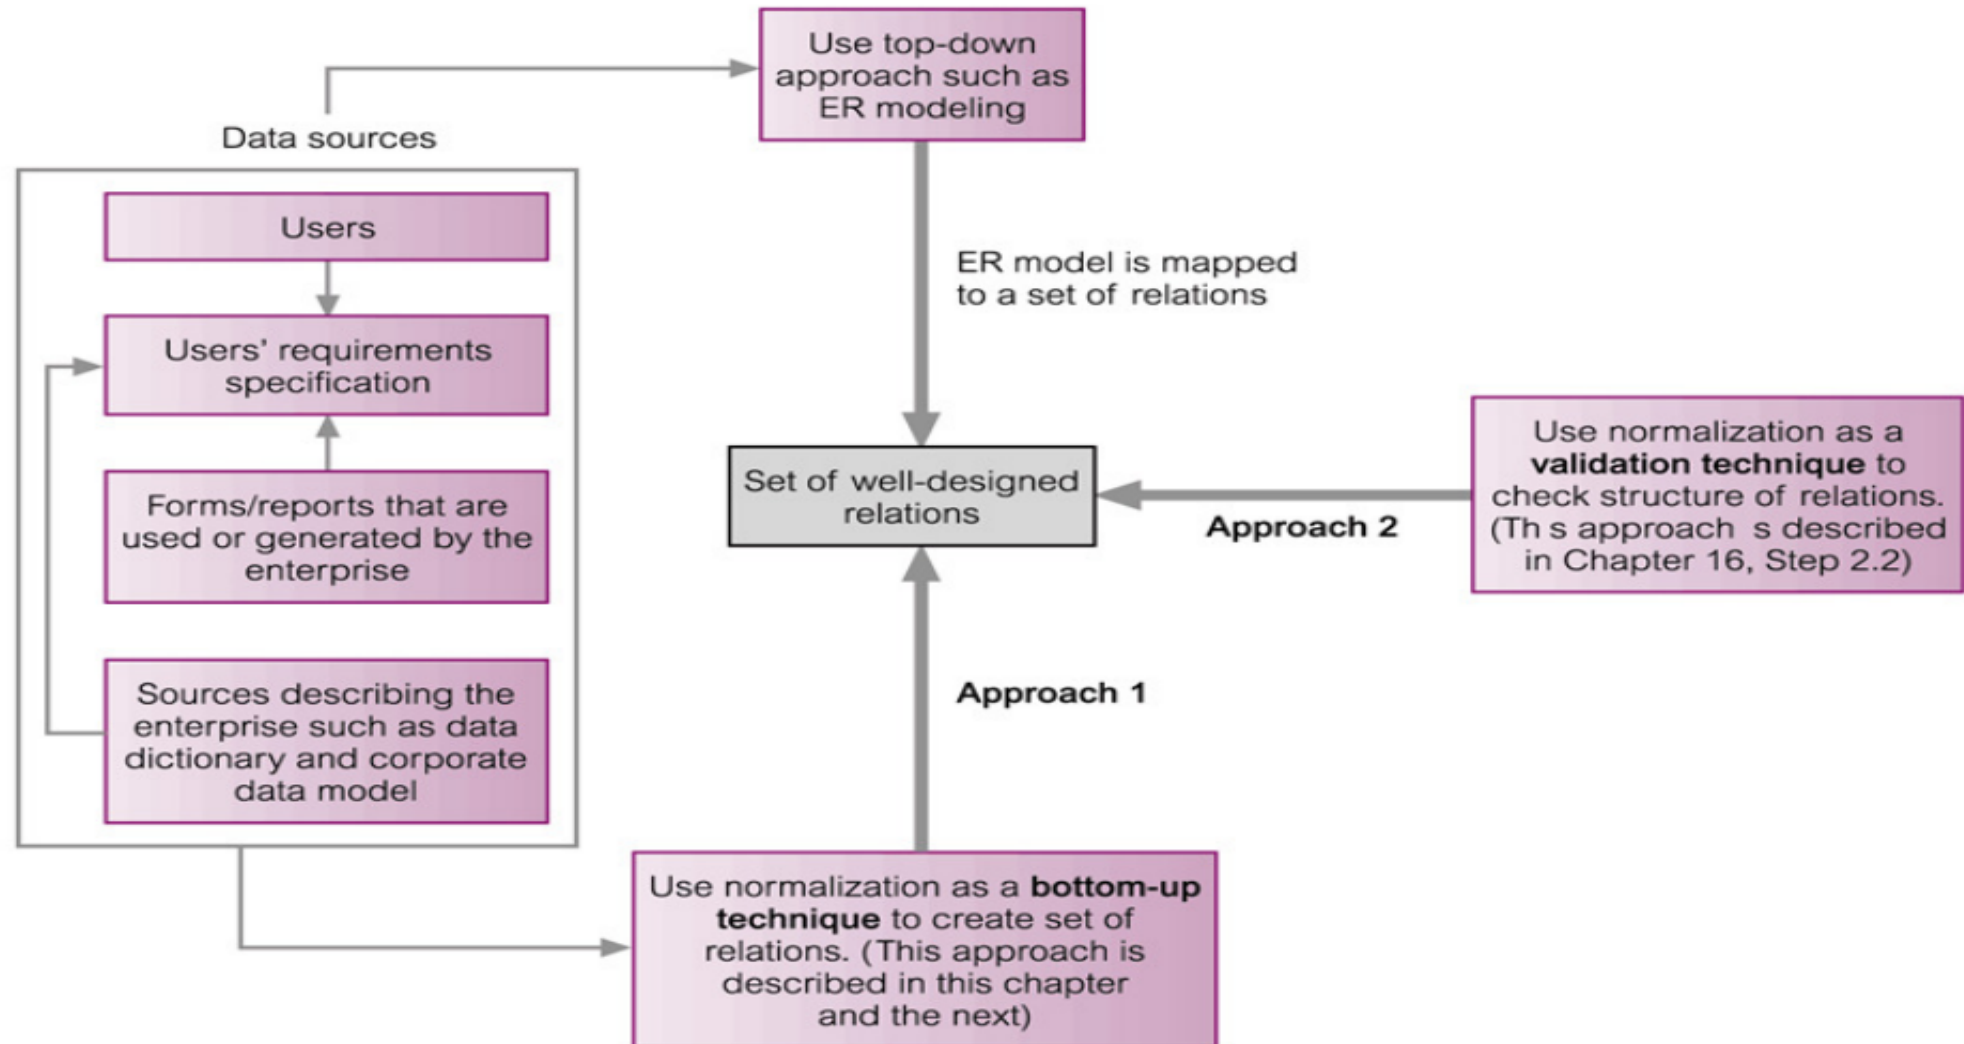 Use top-down
approach such as
ER modeling
Data sources
Users
Users' requirements
specification
Forms/reports that are
used or generated by the
enterprise
Sources describing the
enterprise such as data
dictionary and corporate
data model
ER model is mapped
to a set of relations
Set of well-designed
relations
Approach 2
Use normalization as a
validation technique to
check structure of relations.
(Th s approach s described
in Chapter 16, Step 2.2)
Approach 1
Use normalization as a bottom-up
technique to create set of
relations. (This approach is
described in this chapter
and the next)